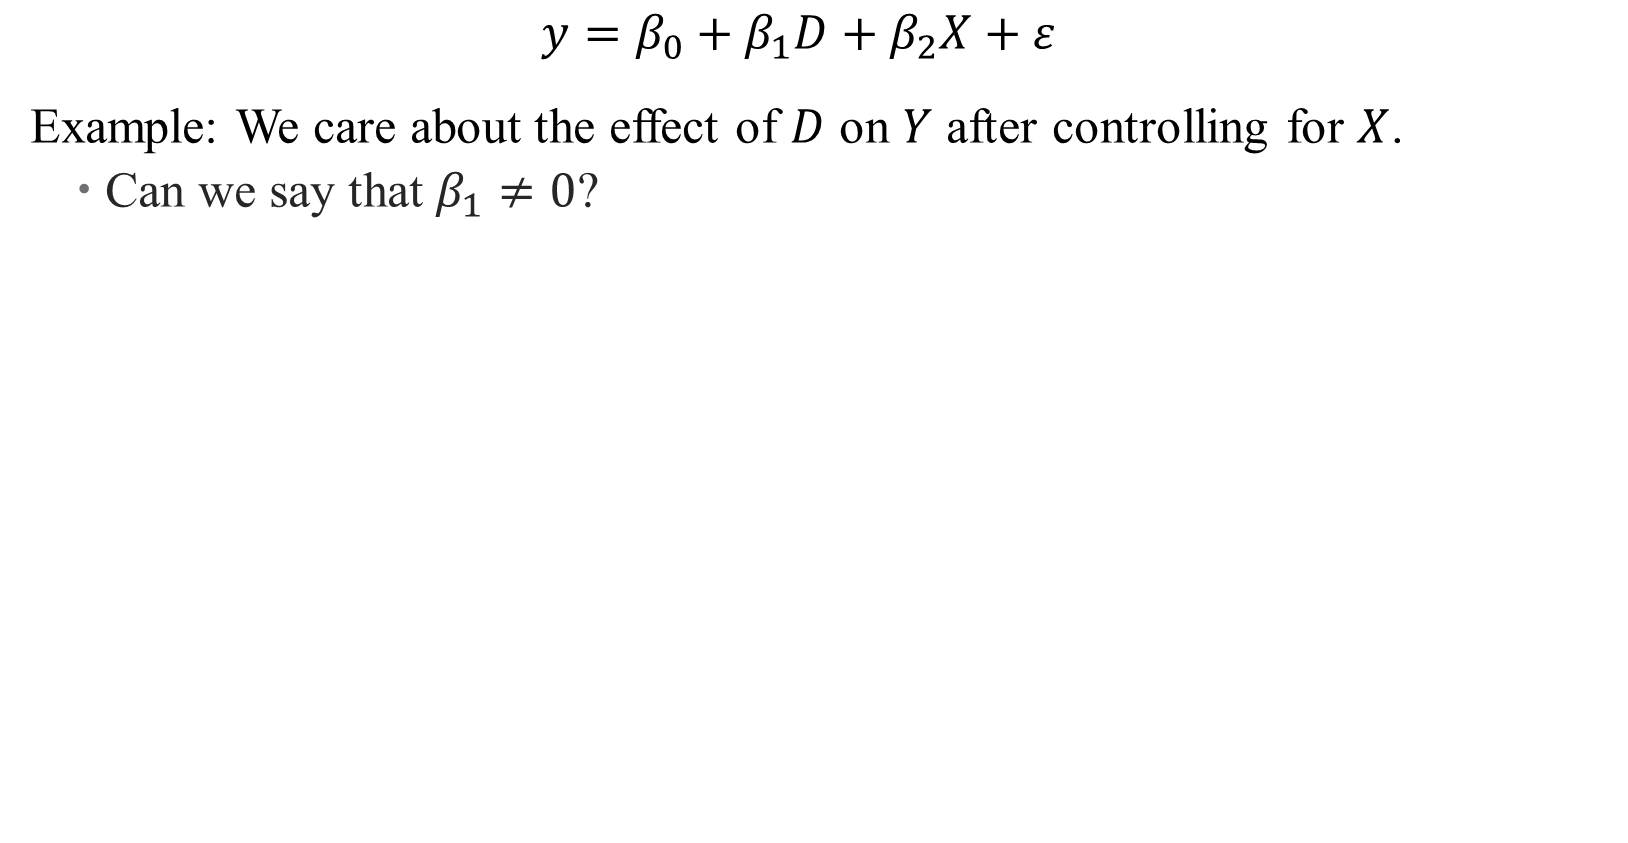 y = β₀ + β₁D + β₂X + ε
Example: We care about the effect of D on Y after controlling for X.
• Can we say that β₁ ≠ 0?